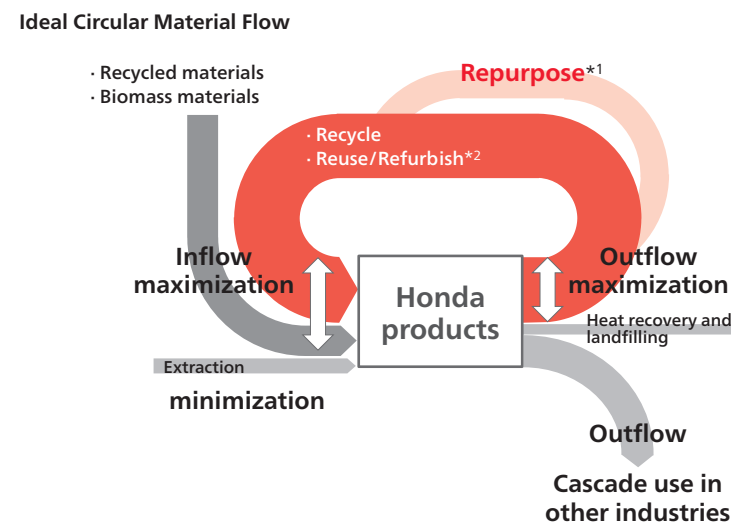 Ideal Circular Material Flow
· Recycled materials
· Biomass materials
Repurpose*1
· Recycle
· Reuse/Refurbish*2
Inflow
maximization
Outflow
maximization
Honda
products
Heat recovery and
landfilling
Extraction
minimization
Outflow
Cascade use in
other industries